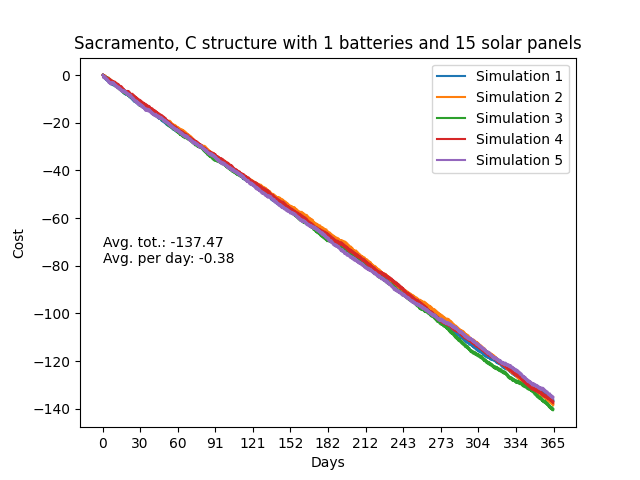 Sacramento, C structure with 1 batteries and 15 solar panels
Simulation 1
Simulation 2
Simulation 3
Simulation 4
Simulation 5
Cost
0
−20
−40
−60
−80
−100
−120
−140
Avg. tot.: -137.47
Avg. per day: -0.38
0 30 60 91 121 152 182 212 243 273 304 334 365
Days